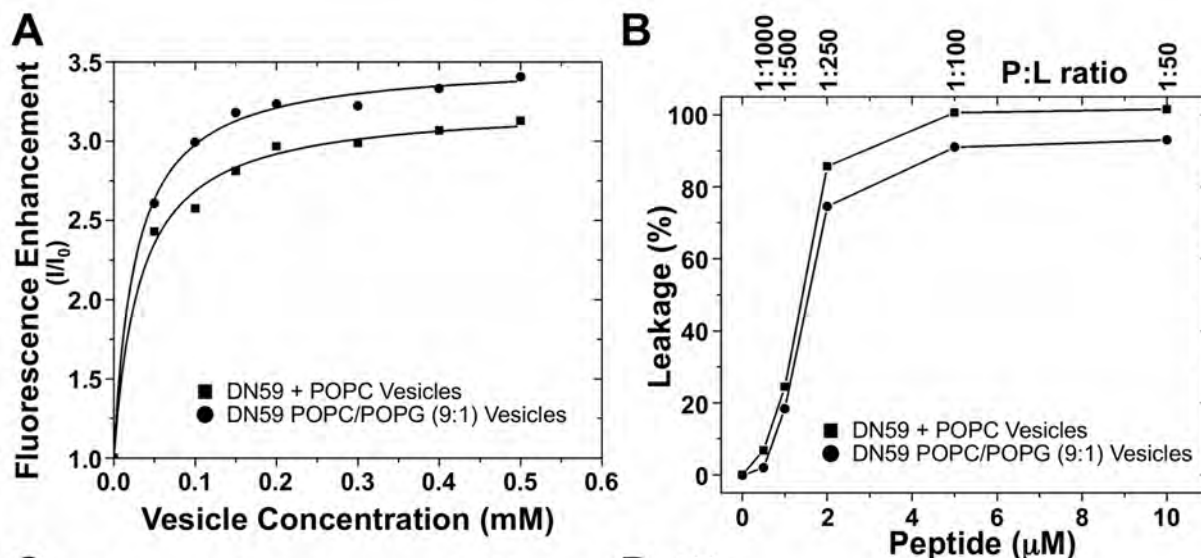 A
Fluorescence Enhancement
(I/I0)
3.5
3.0
2.5
2.0
1.5
1.0
DN59 + POPC Vesicles
DN59 POPC/POPG (9:1) Vesicles
0.0 0.1 0.2 0.3 0.4 0.5 0.6
Vesicle Concentration (mM)
B
1:1000 1:500 1:250 1:100 1:50
P:L ratio
Leakage (%)
100
80
60
40
20
0
DN59 + POPC Vesicles
DN59 POPC/POPG (9:1) Vesicles
0 2 4 6 8 10
Peptide (μM)